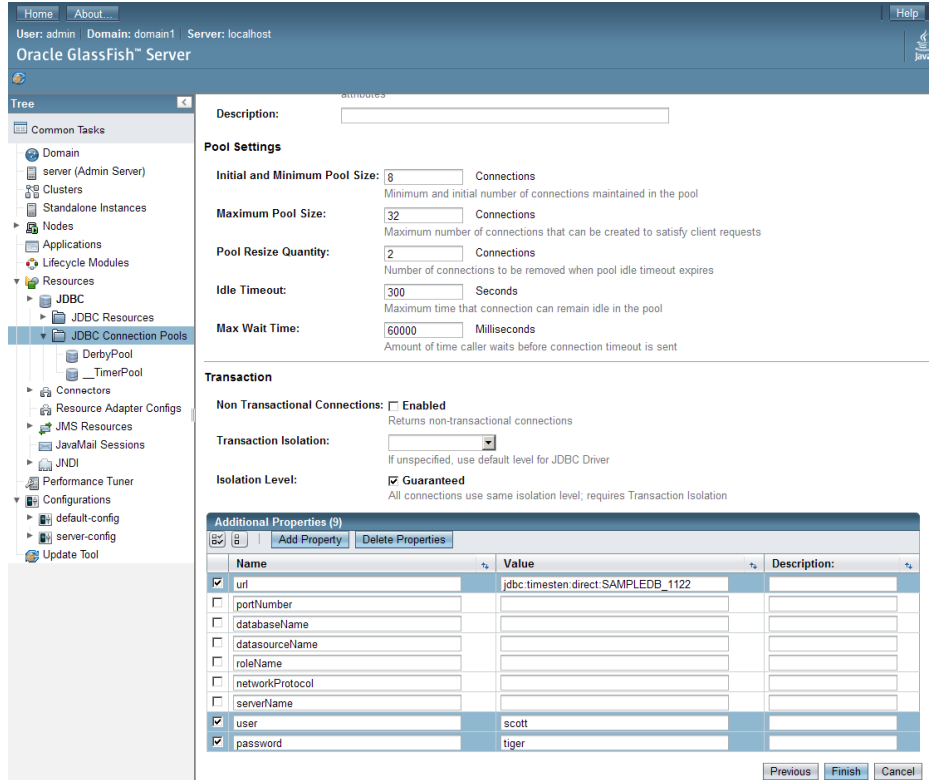 Home About... Help
User: admin Domain: domain1 Server: localhost
Oracle GlassFish™ Server
Java
Tree
Common Tasks
Domain
server (Admin Server)
Clusters
Standalone Instances
Nodes
Applications
Lifecycle Modules
Resources
JDBC
JDBC Resources
JDBC Connection Pools
DerbyPool
__TimerPool
Connectors
Resource Adapter Configs
JMS Resources
JavaMail Sessions
JNDI
Performance Tuner
Configurations
default-config
server-config
Update Tool
attributes
Description:
Pool Settings
Initial and Minimum Pool Size: 8 Connections
Minimum and initial number of connections maintained in the pool
Maximum Pool Size: 32 Connections
Maximum number of connections that can be created to satisfy client requests
Pool Resize Quantity: 2 Connections
Number of connections to be removed when pool idle timeout expires
Idle Timeout: 300 Seconds
Maximum time that connection can remain idle in the pool
Max Wait Time: 60000 Milliseconds
Amount of time caller waits before connection timeout is sent
Transaction
Non Transactional Connections: Enabled
Returns non-transactional connections
Transaction Isolation:
If unspecified, use default level for JDBC Driver
Isolation Level: Guaranteed
All connections use same isolation level; requires Transaction Isolation
Additional Properties (9)
Add Property Delete Properties
Name Value Description:
url jdbc:timesten:direct:SAMPLEDB_1122
portNumber
databaseName
datasourceName
roleName
networkProtocol
serverName
user scott
password tiger
Previous Finish Cancel